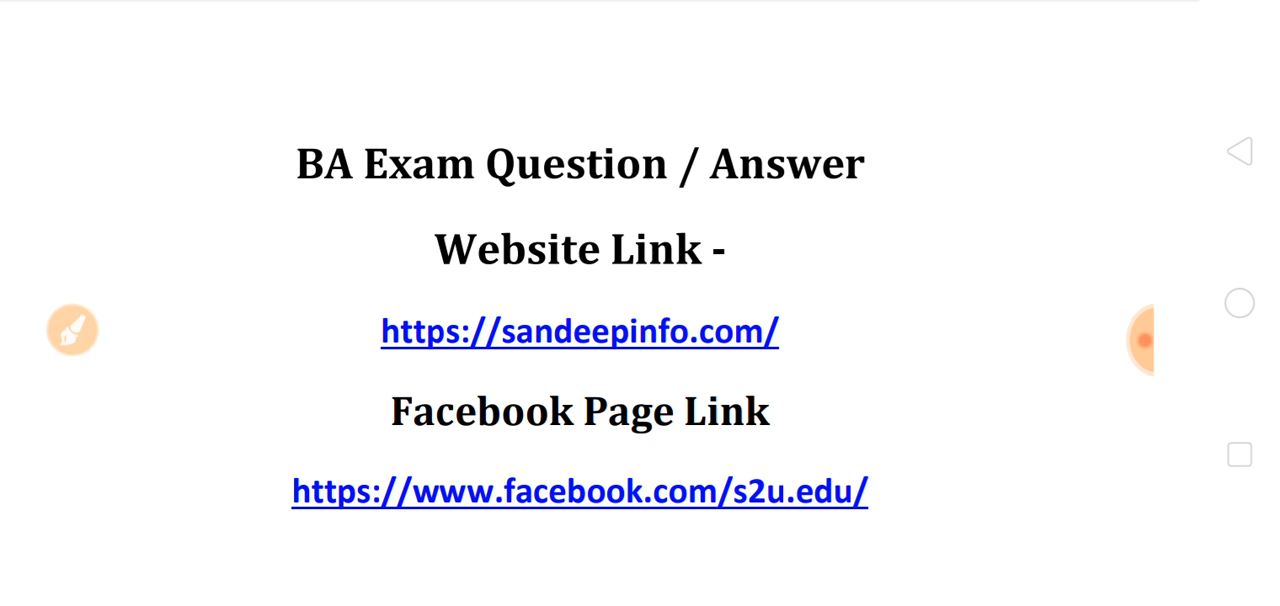 BA Exam Question / Answer
Website Link -
https://sandeepinfo.com/
Facebook Page Link
https://www.facebook.com/s2u.edu/